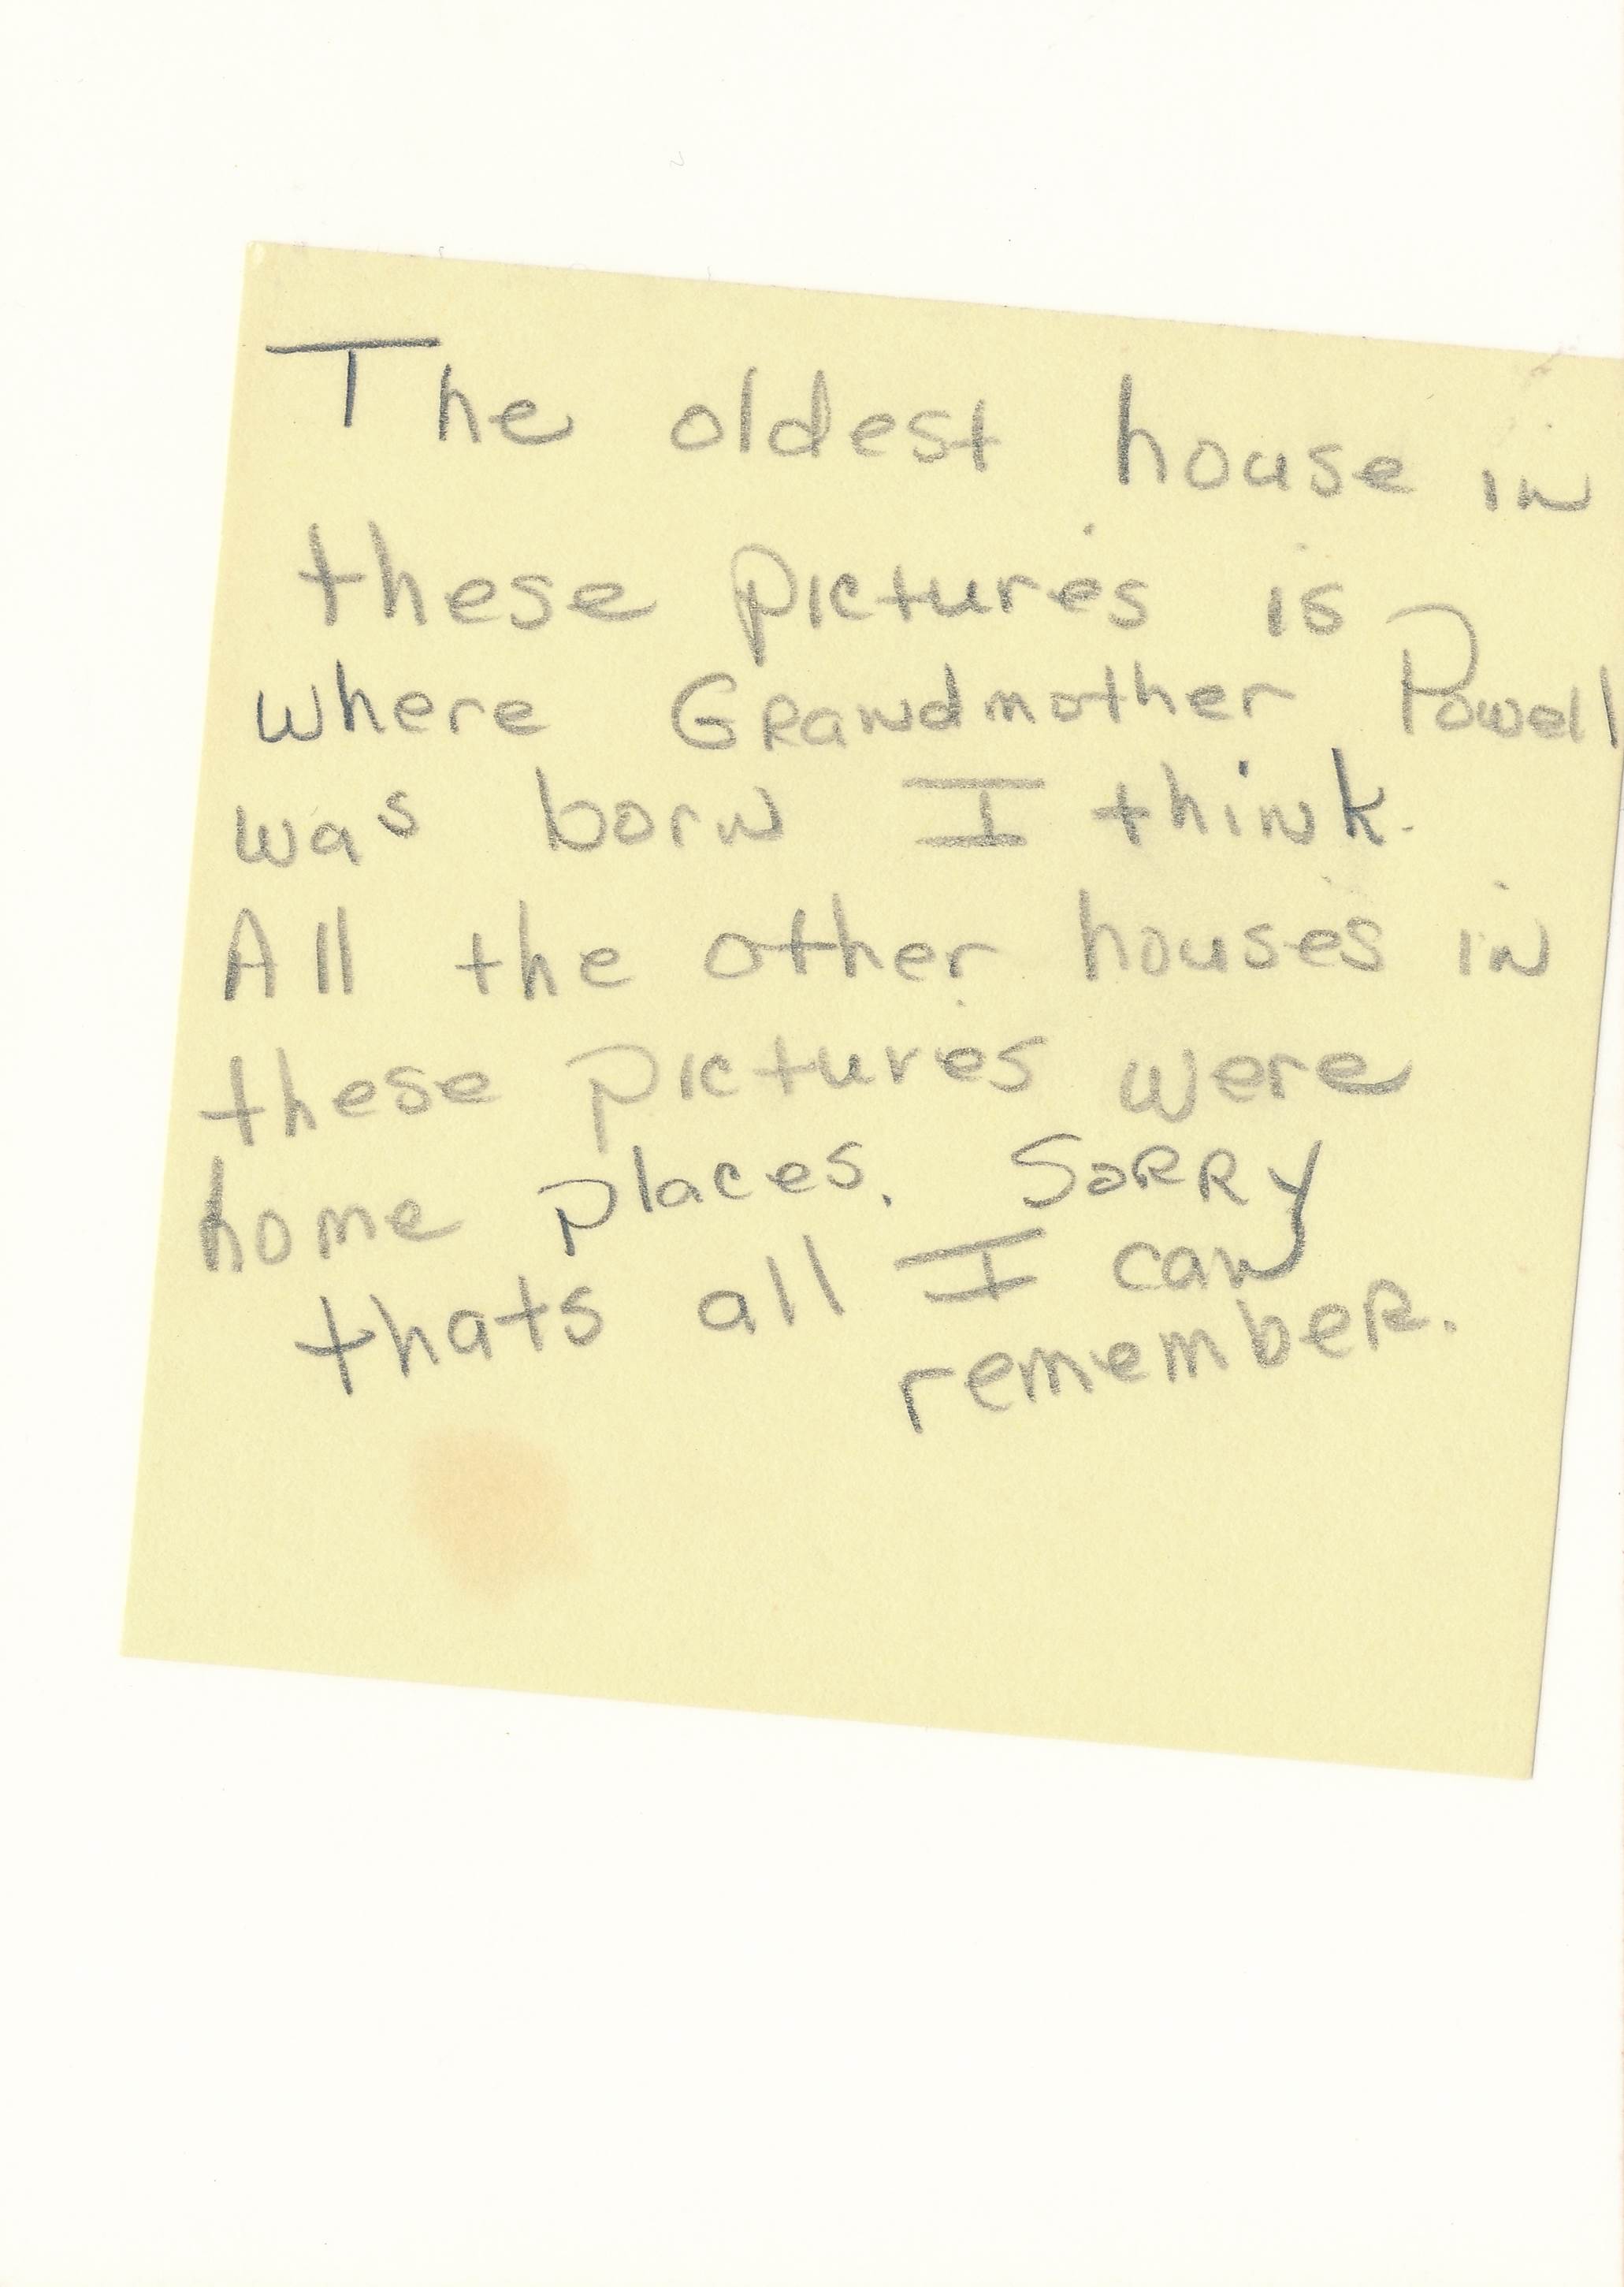 The oldest house in
these pictures is
where Grandmother Powell
was born I think.
All the other houses in
these pictures were
home places. Sorry
thats all I can
remember.